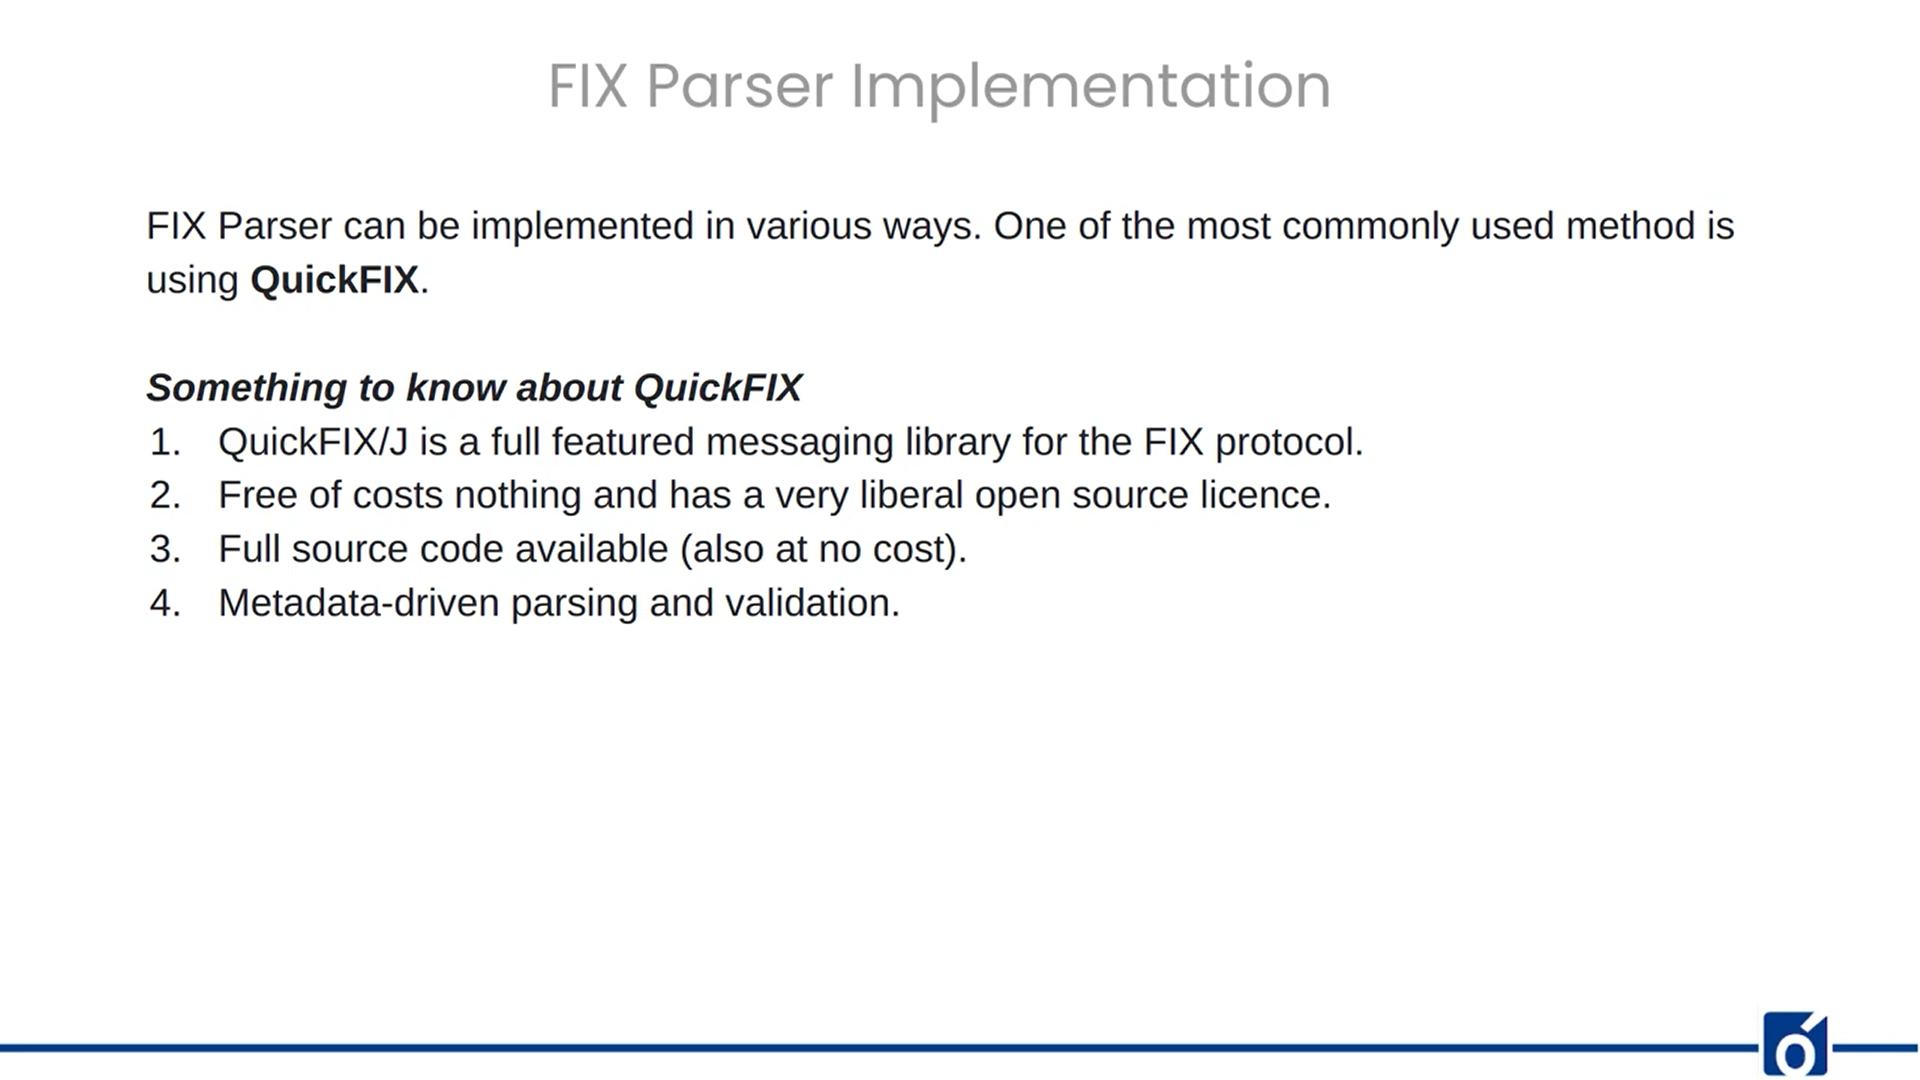 FIX Parser Implementation
FIX Parser can be implemented in various ways. One of the most commonly used method is
using QuickFIX.
Something to know about QuickFIX
1. QuickFIX/J is a full featured messaging library for the FIX protocol.
2. Free of costs nothing and has a very liberal open source licence.
3. Full source code available (also at no cost).
4. Metadata-driven parsing and validation.
ó